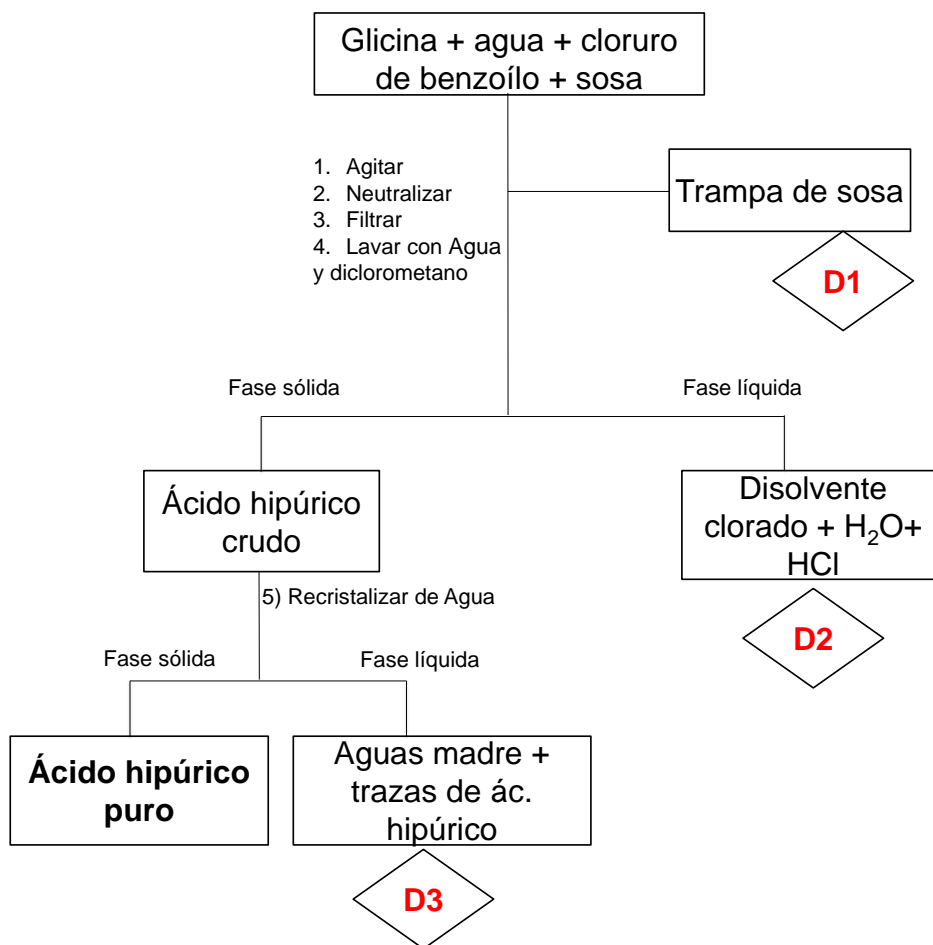 Glicina + agua + cloruro
de benzoílo + sosa
1. Agitar
2. Neutralizar
3. Filtrar
4. Lavar con Agua
y diclorometano
Trampa de sosa
D1
Fase sólida
Fase líquida
Ácido hipúrico
crudo
Disolvente
clorado + H₂O+
HCl
D2
5) Recristalizar de Agua
Fase sólida
Fase líquida
Ácido hipúrico
puro
Aguas madre +
trazas de ác.
hipúrico
D3